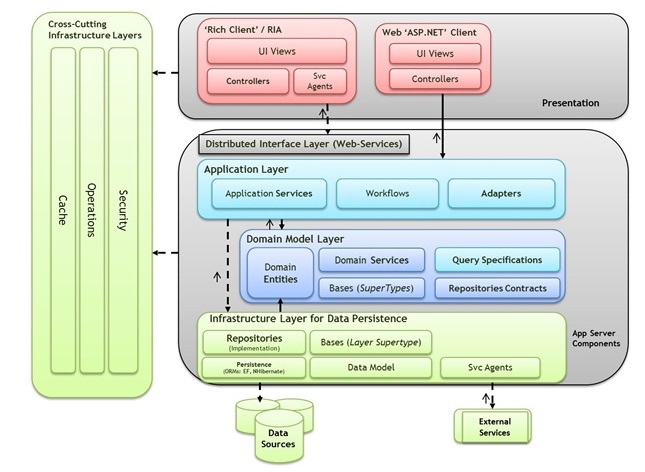 Cross-Cutting
Infrastructure Layers
Cache
Operations
Security
'Rich Client' / RIA
UI Views
Controllers
Svc
Agents
Web 'ASP.NET' Client
UI Views
Controllers
Presentation
Distributed Interface Layer (Web-Services)
Application Layer
Application Services
Workflows
Adapters
Domain Model Layer
Domain
Entities
Domain Services
Query Specifications
Bases (SuperTypes)
Repositories Contracts
Infrastructure Layer for Data Persistence
Repositories
(Implementation)
Bases (Layer Supertype)
Persistence
(ORMs: EF, NHibernate)
Data Model
Svc Agents
App Server
Components
Data
Sources
External
Services